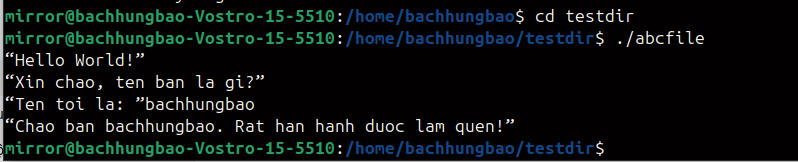 mirror@bachhungbao-Vostro-15-5510:/home/bachhungbao$ cd testdir
mirror@bachhungbao-Vostro-15-5510:/home/bachhungbao/testdir$ ./abcfile
“Hello World!”
“Xin chao, ten ban la gi?”
“Ten toi la: ”bachhungbao
“Chao ban bachhungbao. Rat han hanh duoc lam quen!”
mirror@bachhungbao-Vostro-15-5510:/home/bachhungbao/testdir$